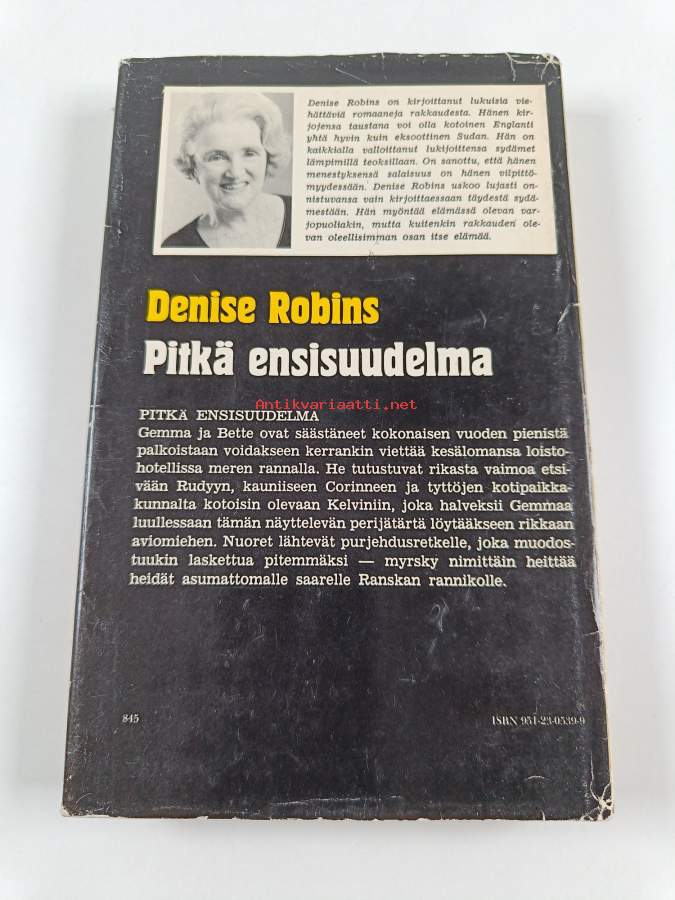 Denise Robins on kirjoittanut lukuisia vie-
hättäviä romaaneja rakkaudesta. Hänen kir-
jojensa taustana voi olla kotoinen Englanti
yhtä hyvin kuin eksoottinen Sudan. Hän on
kaikkialla valloittanut lukijoittensa sydämet
lämpimillä teoksillaan. On sanottu, että hänen
menestyksensä salaisuus on hänen vilpittö-
myydessään. Denise Robins uskoo lujasti on-
nistuvansa vain kirjoittaessaan täydestä sydä-
mestään. Hän myöntää elämässä olevan var-
jopuoliakin, mutta kuitenkin rakkauden ole-
van oleellisimman osan itse elämää.
Denise Robins
Pitkä ensisuudelma
Antikvariaatti.net
PITKÄ ENSISUUDELMA
Gemma ja Bette ovat säästäneet kokonaisen vuoden pienistä
palkoistaan voidakseen kerrankin viettää kesälomansa loisto-
hotellissa meren rannalla. He tutustuvat rikasta vaimoa etsi-
vään Rudyyn, kauniiseen Corinneen ja tyttöjen kotipaikka-
kunnalta kotoisin olevaan Kelviniin, joka halveksii Gemmaa
luullessaan tämän näyttelevän perijätärtä löytääkseen rikkaan
aviomiehen. Nuoret lähtevät purjehdusretkelle, joka muodos-
tuukin laskettua pitemmäksi — myrsky nimittäin heittää
heidät asumattomalle saarelle Ranskan rannikolle.
845
ISBN 951-23-0539-9